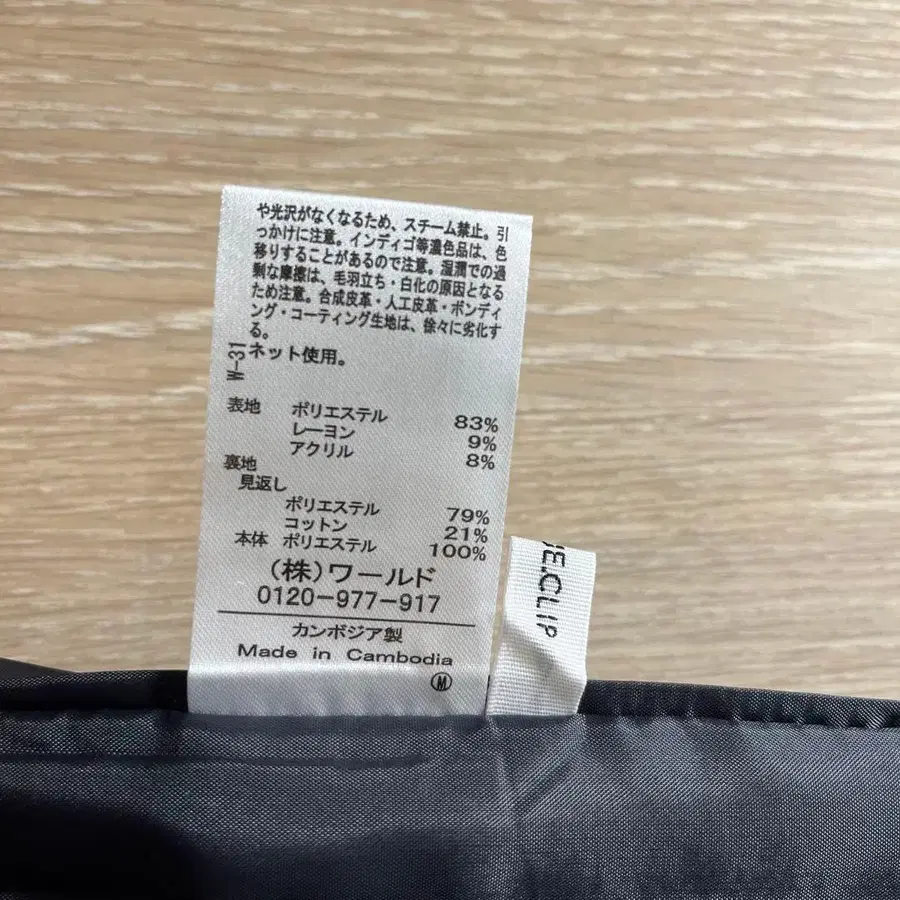 や光沢がなくなるため、スチーム禁止。引
っかけに注意。インディゴ等濃色品は、色
移りすることがあるので注意。湿潤での過
剰な摩擦は、毛羽立ち・白化の原因となる
ため注意。合成皮革・人工皮革・ボンディ
ング・コーティング生地は、徐々に劣化す
る。
ネット使用。
W-31
表地 ポリエステル 83%
レーヨン 9%
アクリル 8%
裏地
見返し
ポリエステル 79%
コットン 21%
本体 ポリエステル 100%
(株)ワールド
0120-977-917
カンボジア製
Made in Cambodia
M
E.CLIP